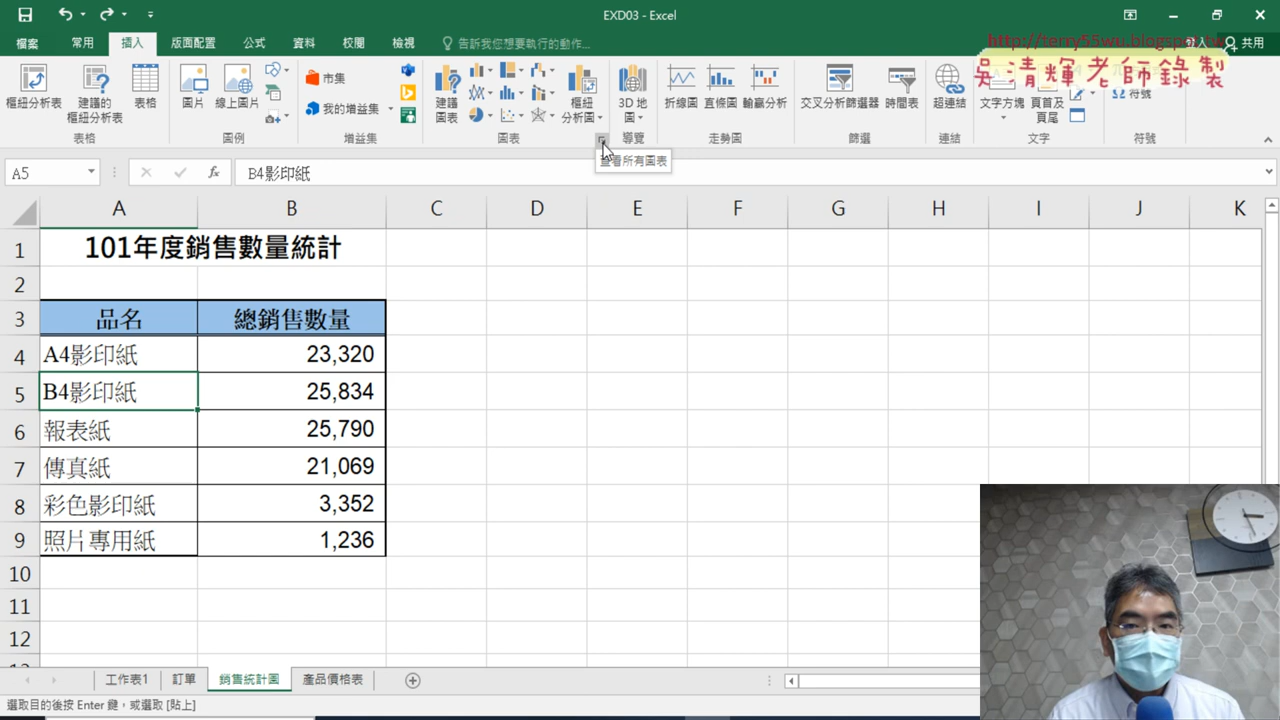 EXD03 - Excel
檔案 常用 插入 版面配置 公式 資料 校閱 檢視 告訴我您想要執行的動作... 登入 共用
http://terry55wu.blogspot.tw
吳清輝老師錄製
樞紐分析表 建議的樞紐分析表 表格 圖片 線上圖片 市集 我的增益集 建議圖表 樞紐分析圖 3D 地圖 折線圖 直條圖 輸贏分析 交叉分析篩選器 時間表 超連結 文字方塊 頁首及頁尾 符號
表格 圖例 增益集 圖表 導覽 走勢圖 篩選 連結 文字 符號
查看所有圖表
A5 fx B4影印紙
A B C D E F G H I J K
1 101年度銷售數量統計
2
3 品名 總銷售數量
4 A4影印紙 23,320
5 B4影印紙 25,834
6 報表紙 25,790
7 傳真紙 21,069
8 彩色影印紙 3,352
9 照片專用紙 1,236
10
11
12
工作表1 訂單 銷售統計圖 產品價格表
選取目的後按 Enter 鍵，或選取 [貼上]